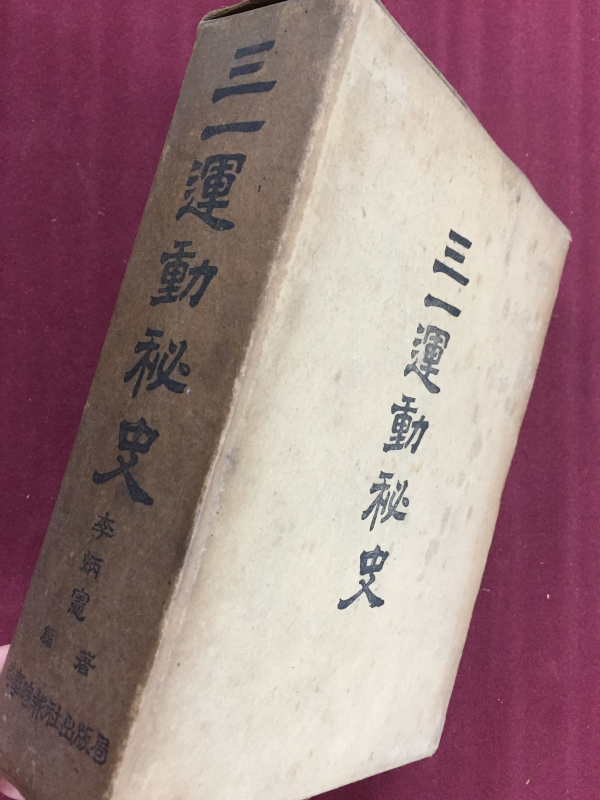 三一運動秘史
李炳憲 編著
時事時報社出版局
三一運動秘史